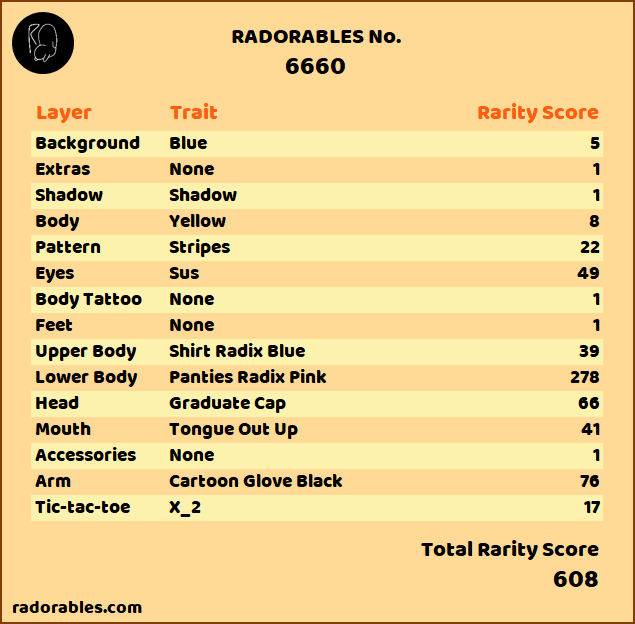 RADORABLES No.
6660
Layer Trait Rarity Score
Background Blue 5
Extras None 1
Shadow Shadow 1
Body Yellow 8
Pattern Stripes 22
Eyes Sus 49
Body Tattoo None 1
Feet None 1
Upper Body Shirt Radix Blue 39
Lower Body Panties Radix Pink 278
Head Graduate Cap 66
Mouth Tongue Out Up 41
Accessories None 1
Arm Cartoon Glove Black 76
Tic-tac-toe X_2 17
Total Rarity Score
608
radorables.com